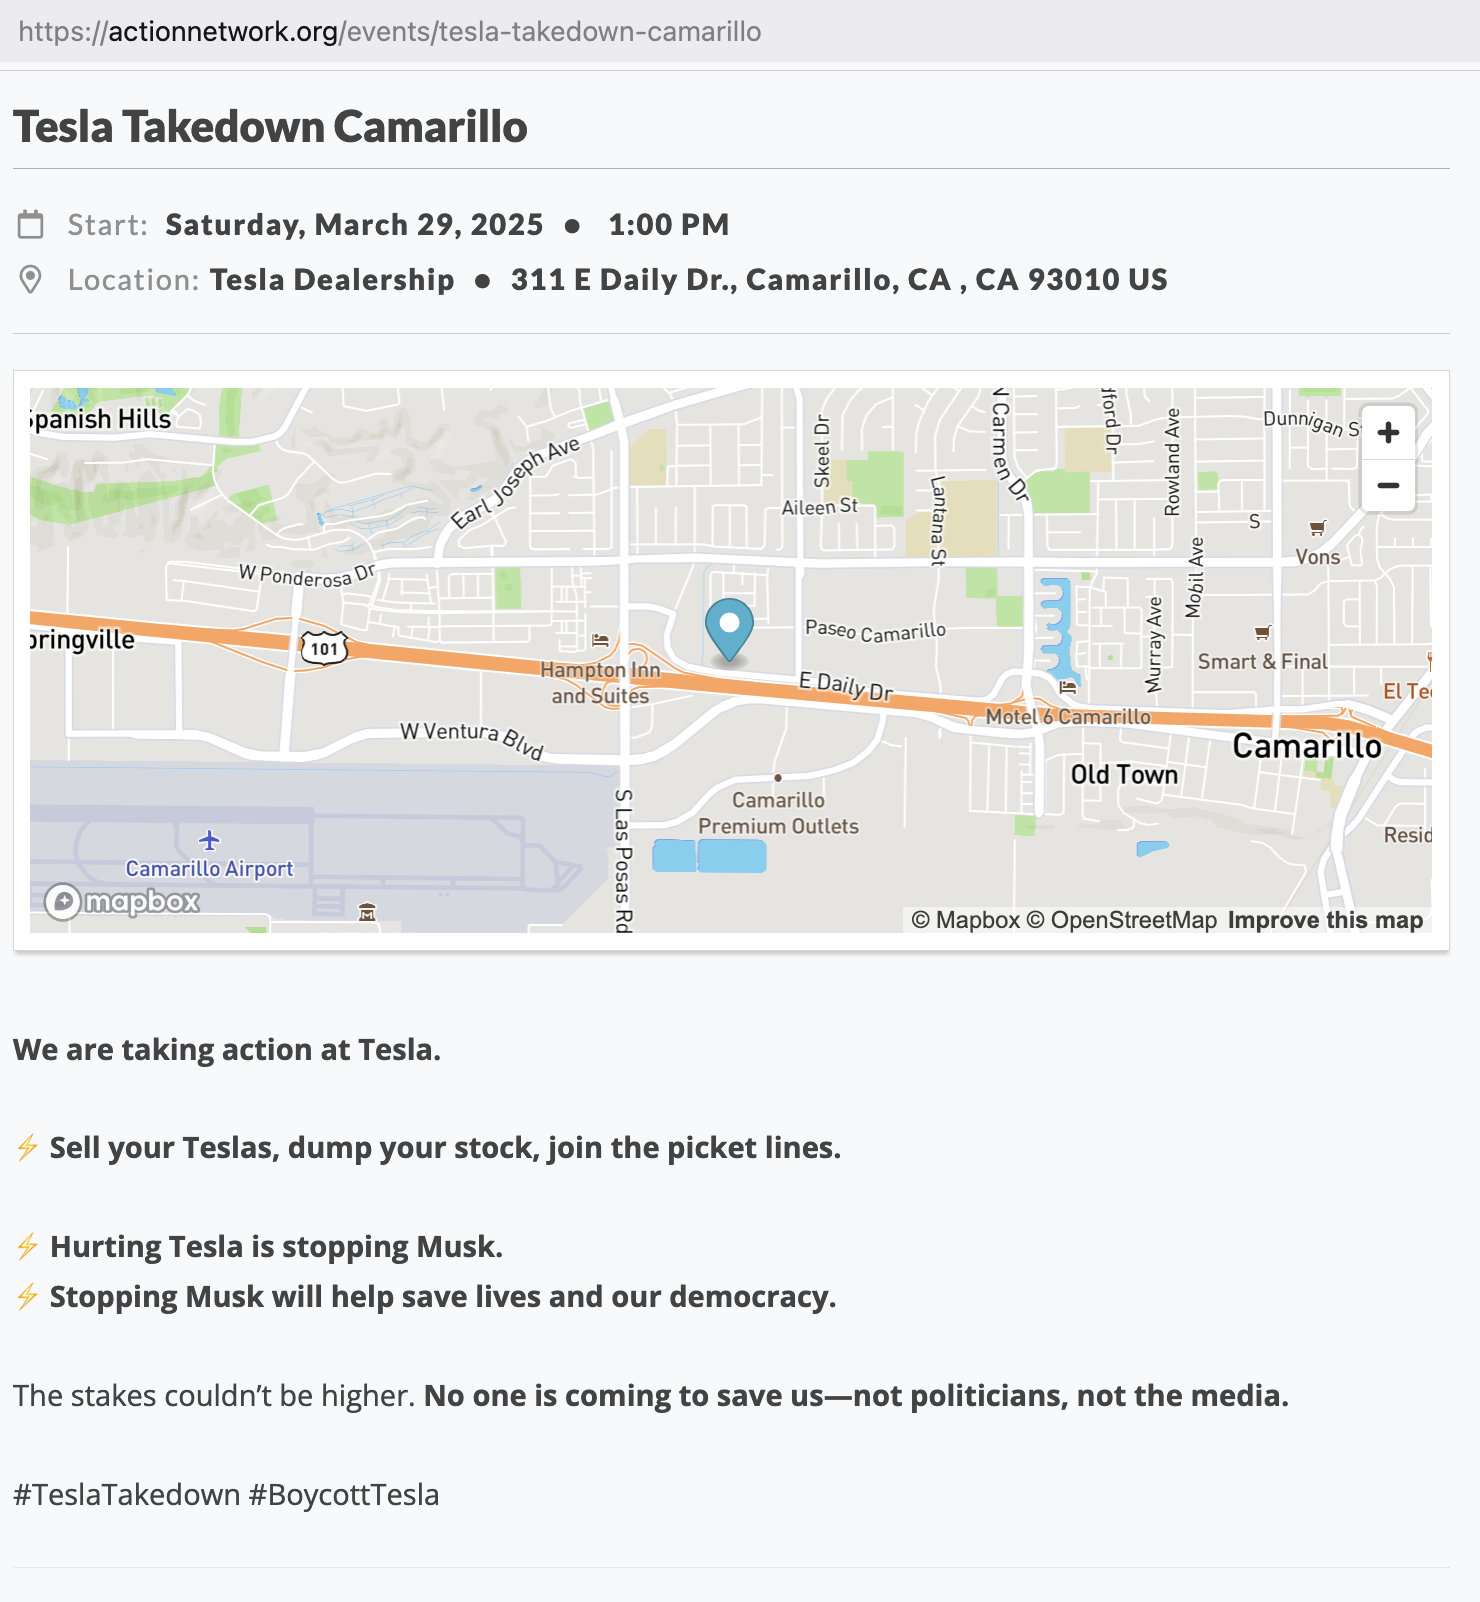 https://actionnetwork.org/events/tesla-takedown-camarillo
Tesla Takedown Camarillo
Start: Saturday, March 29, 2025 ● 1:00 PM
Location: Tesla Dealership ● 311 E Daily Dr., Camarillo, CA , CA 93010 US
Spanish Hills
Earl Joseph Ave
Skeel Dr
N Carmen Dr
Rowland Ave
Dunnigan S
+
−
Aileen St
Lantana St
S
Vons
W Ponderosa Dr
Mobil Ave
101
Paseo Camarillo
Murray Ave
Smart & Final
Hampton Inn
and Suites
E Daily Dr
Motel 6 Camarillo
W Ventura Blvd
Camarillo
Old Town
S Las Posas Rd
Camarillo
Premium Outlets
Camarillo Airport
mapbox
© Mapbox © OpenStreetMap Improve this map
We are taking action at Tesla.
⚡ Sell your Teslas, dump your stock, join the picket lines.
⚡ Hurting Tesla is stopping Musk.
⚡ Stopping Musk will help save lives and our democracy.
The stakes couldn’t be higher. No one is coming to save us—not politicians, not the media.
#TeslaTakedown #BoycottTesla